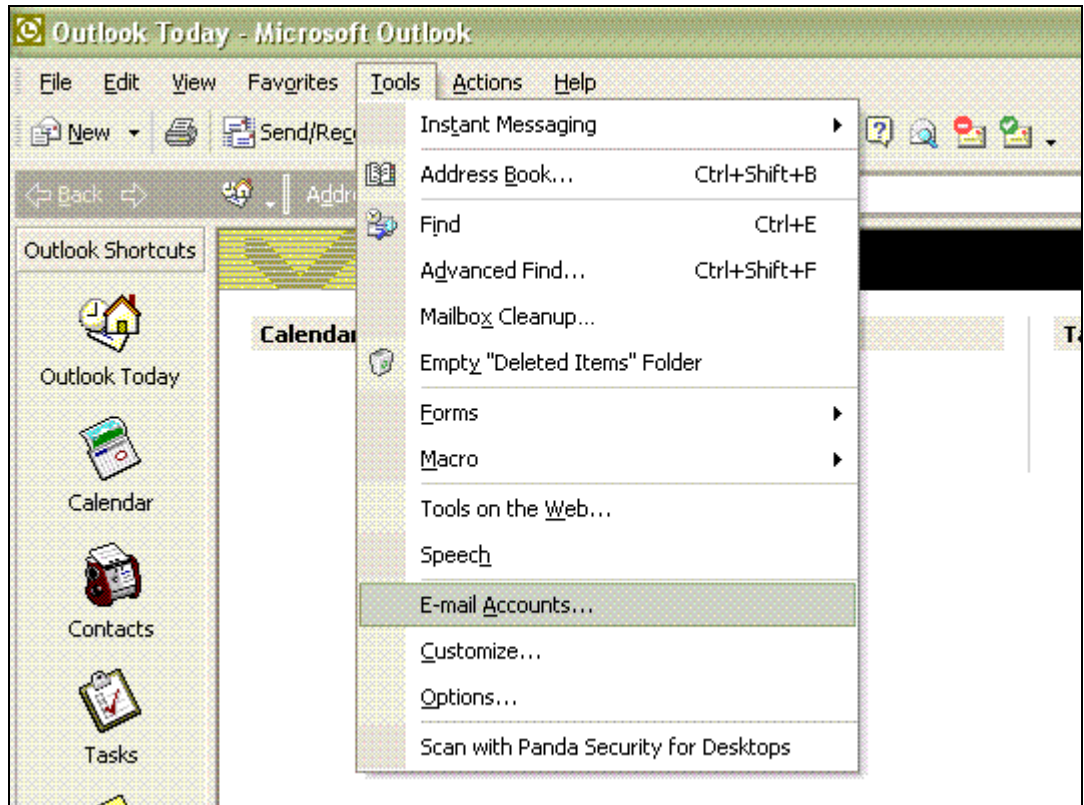 Outlook Today - Microsoft Outlook
File Edit View Favorites Tools Actions Help
New Send/Rec
Back Addr
Outlook Shortcuts
Outlook Today
Calendar
Contacts
Tasks
Instant Messaging
Address Book... Ctrl+Shift+B
Find Ctrl+E
Advanced Find... Ctrl+Shift+F
Mailbox Cleanup...
Empty "Deleted Items" Folder
Forms
Macro
Tools on the Web...
Speech
E-mail Accounts...
Customize...
Options...
Scan with Panda Security for Desktops
Calendar